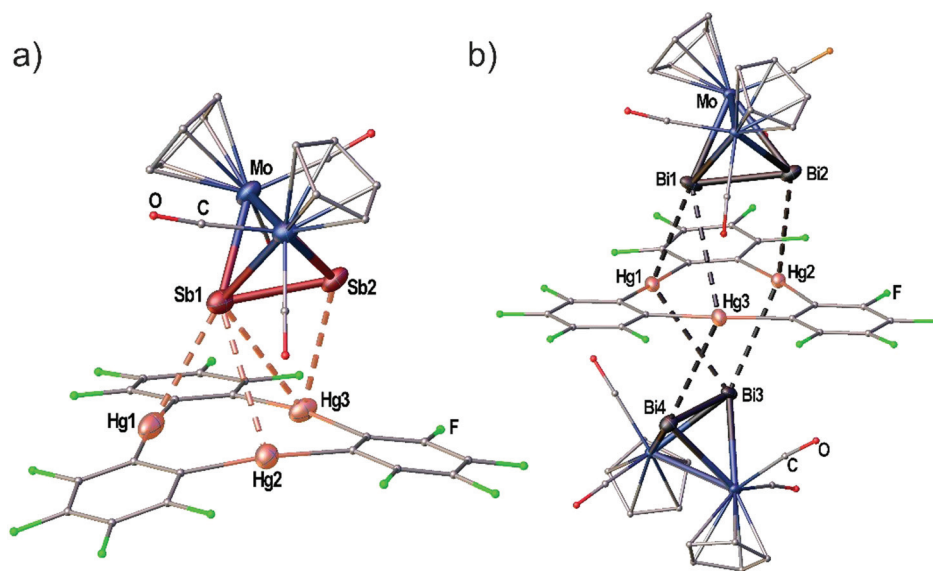 a)
Mo
O
C
Sb1
Sb2
Hg1
Hg3
Hg2
F
b)
Mo
Bi1
Bi2
Hg1
Hg2
Hg3
F
Bi4
Bi3
C
O